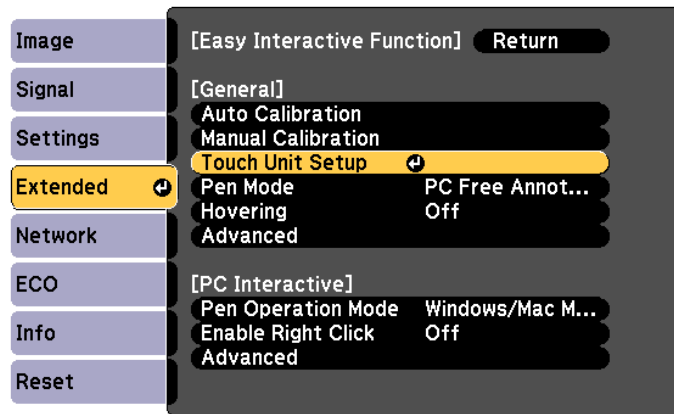 Image
Signal
Settings
Extended
Network
ECO
Info
Reset
[Easy Interactive Function] Return
[General]
Auto Calibration
Manual Calibration
Touch Unit Setup
Pen Mode PC Free Annot...
Hovering Off
Advanced
[PC Interactive]
Pen Operation Mode Windows/Mac M...
Enable Right Click Off
Advanced